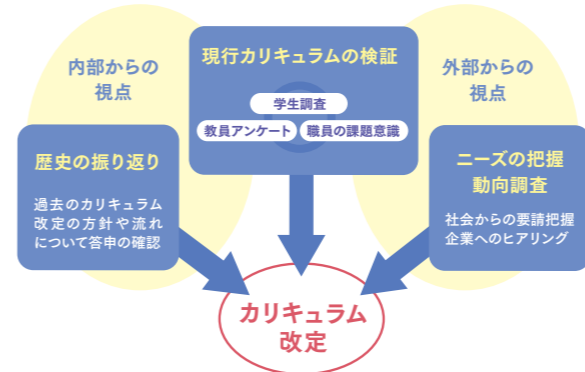 内部からの
視点
現行カリキュラムの検証
学生調査
教員アンケート
職員の課題意識
外部からの
視点
歴史の振り返り
過去のカリキュラム
改定の方針や流れ
について答申の確認
ニーズの把握
動向調査
社会からの要請把握
企業へのヒアリング
カリキュラム
改定